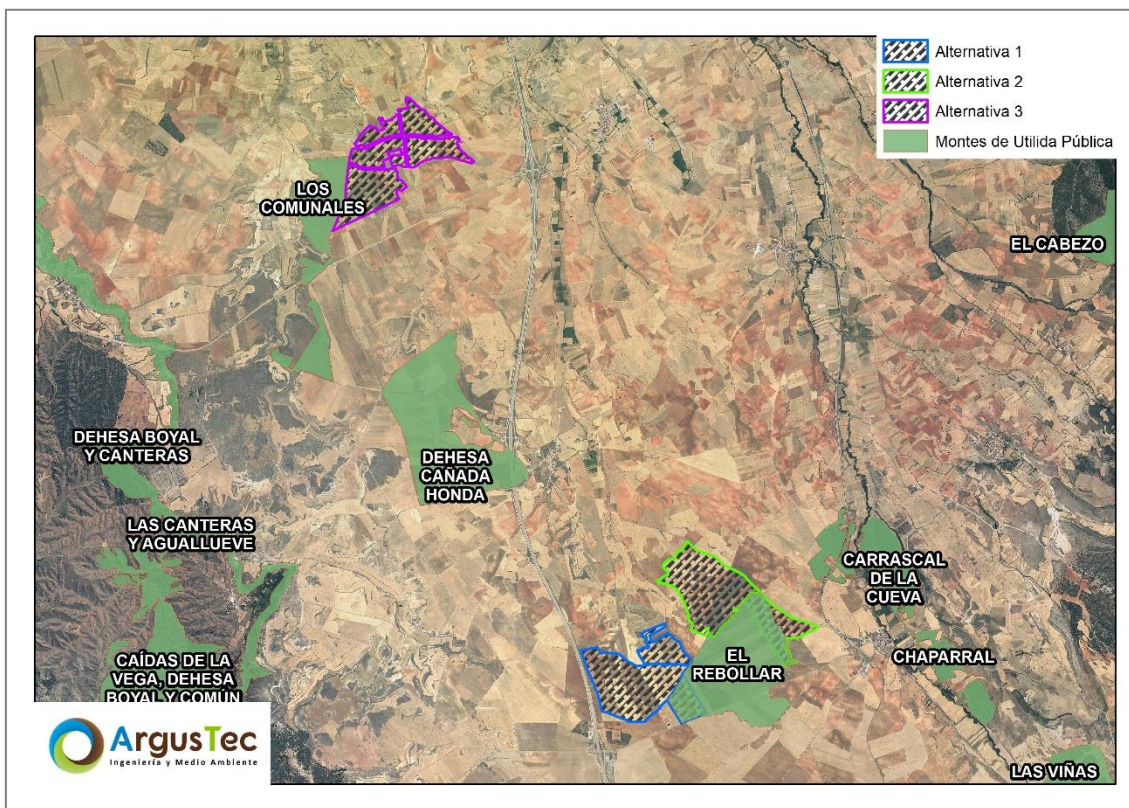 Alternativa 1
Alternativa 2
Alternativa 3
Montes de Utilida Pública
LOS
COMUNALES
EL CABEZO
DEHESA BOYAL
Y CANTERAS
DEHESA
CAÑADA
HONDA
LAS CANTERAS
Y AGUALLUEVE
CARRASCAL
DE LA
CUEVA
EL
REBOLLAR
CHAPARRAL
CAÍDAS DE LA
VEGA, DEHESA
BOYAL Y COMÚN
LAS VIÑAS
ArgusTec
Ingeniería y Medio Ambiente